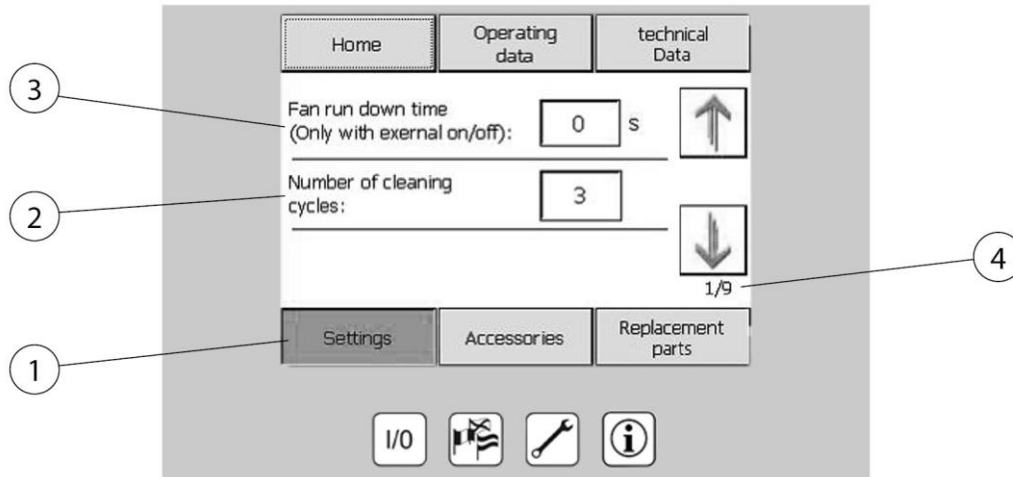 Home
Operating
data
technical
Data
3
Fan run down time
(Only with exernal on/off):
0
s
2
Number of cleaning
cycles:
3
4
1/9
1
Settings
Accessories
Replacement
parts
I/0
i